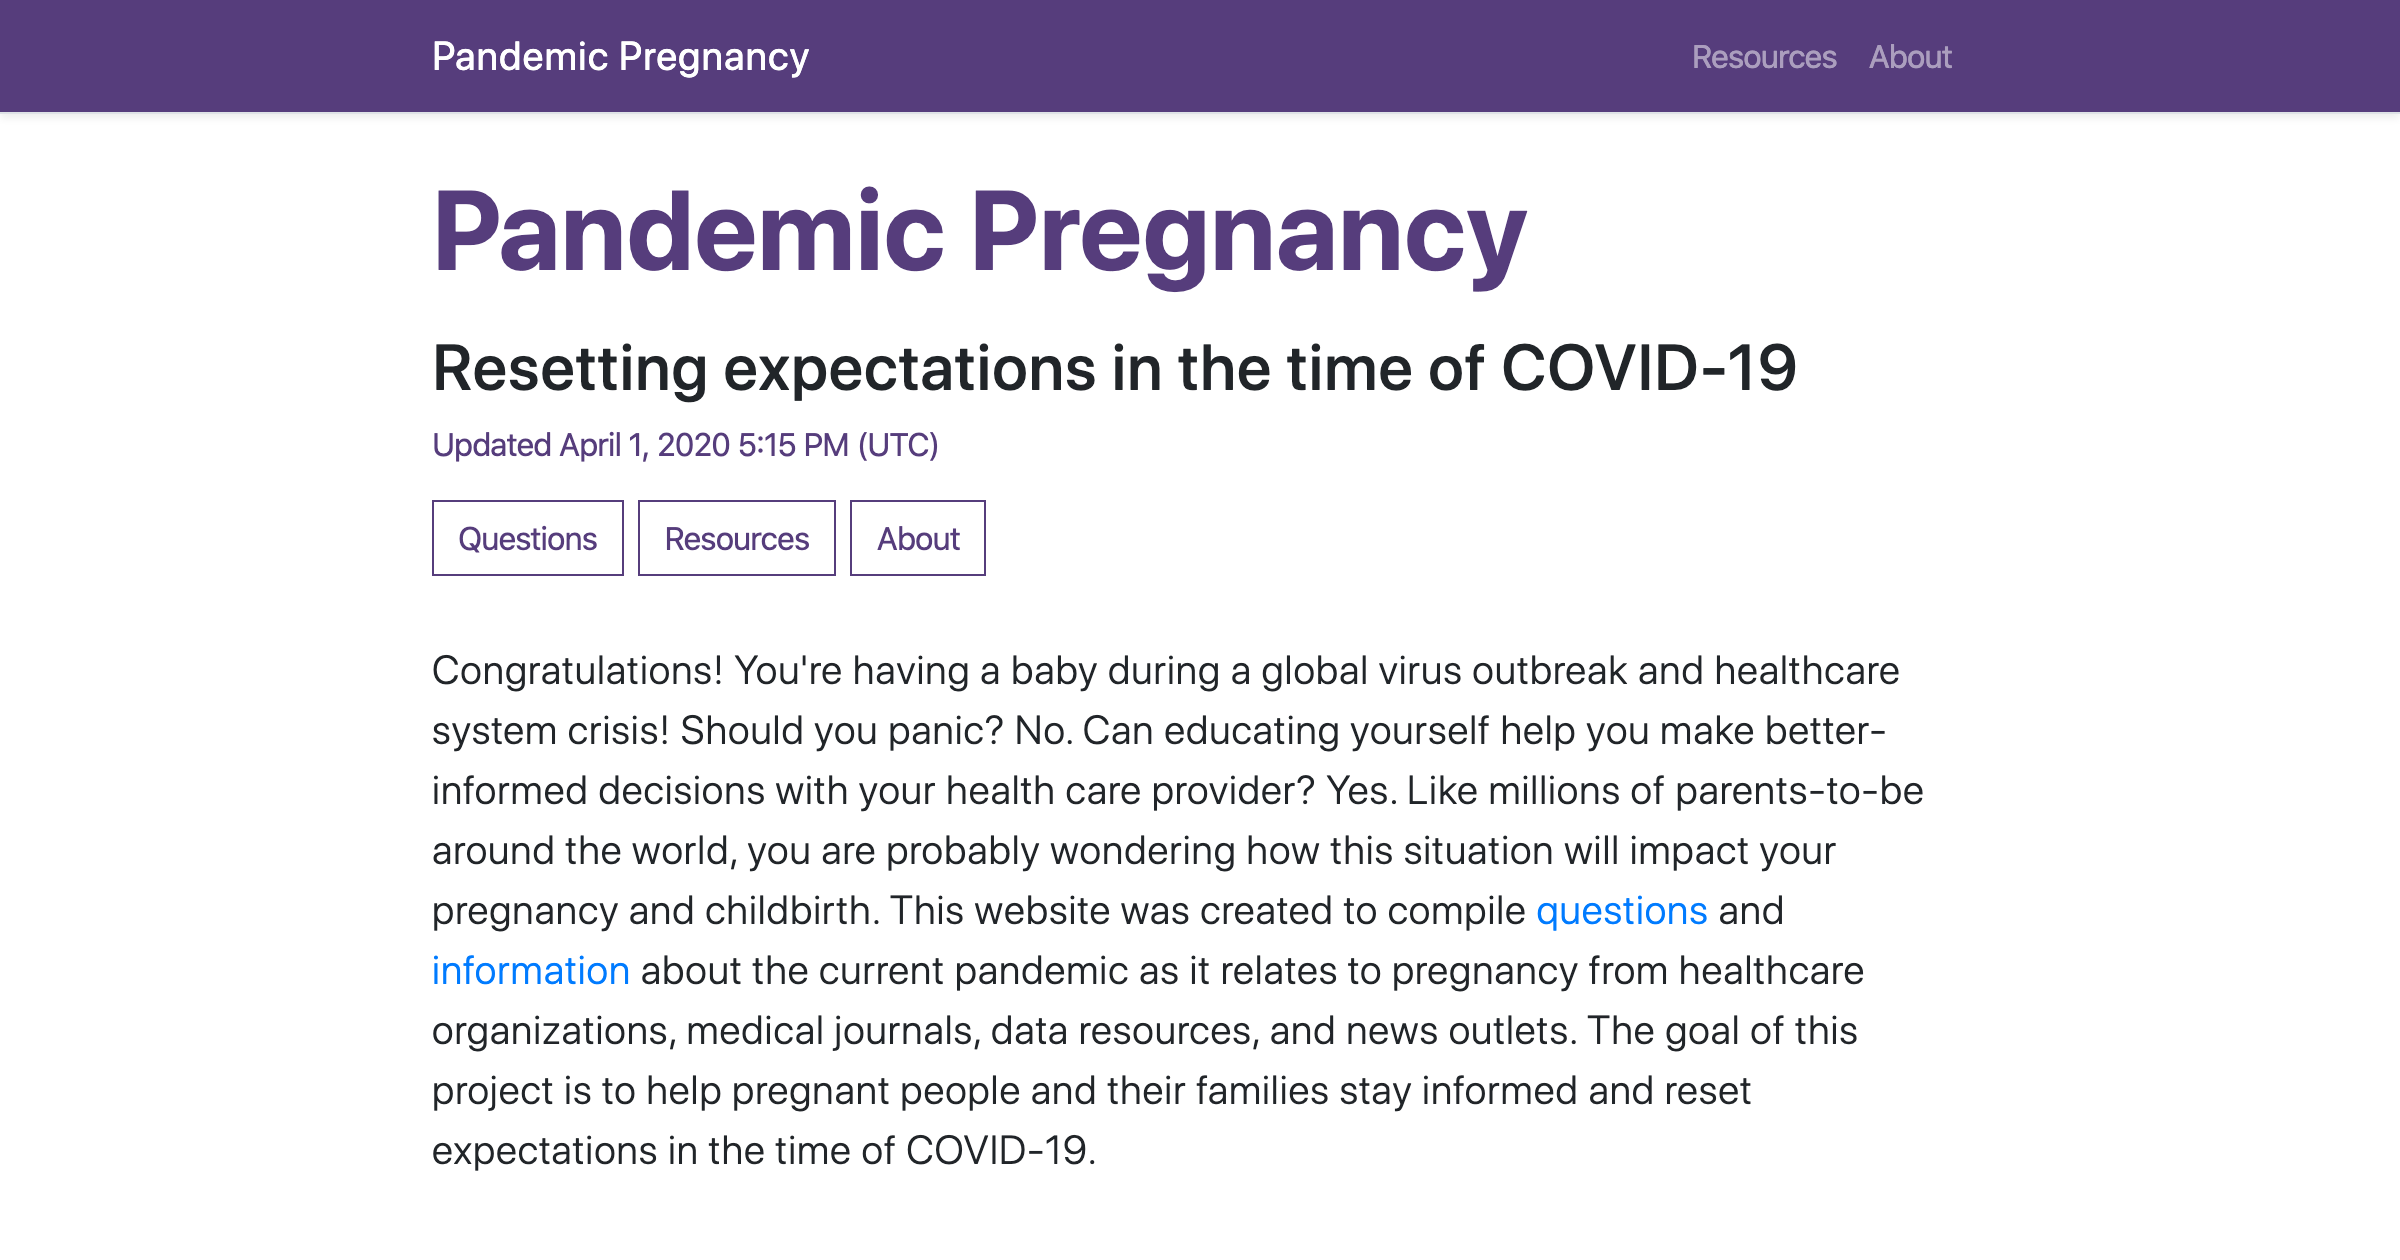 Pandemic Pregnancy
Resources About
Pandemic Pregnancy
Resetting expectations in the time of COVID-19
Updated April 1, 2020 5:15 PM (UTC)
Questions Resources About
Congratulations! You're having a baby during a global virus outbreak and healthcare
system crisis! Should you panic? No. Can educating yourself help you make better-
informed decisions with your health care provider? Yes. Like millions of parents-to-be
around the world, you are probably wondering how this situation will impact your
pregnancy and childbirth. This website was created to compile questions and
information about the current pandemic as it relates to pregnancy from healthcare
organizations, medical journals, data resources, and news outlets. The goal of this
project is to help pregnant people and their families stay informed and reset
expectations in the time of COVID-19.